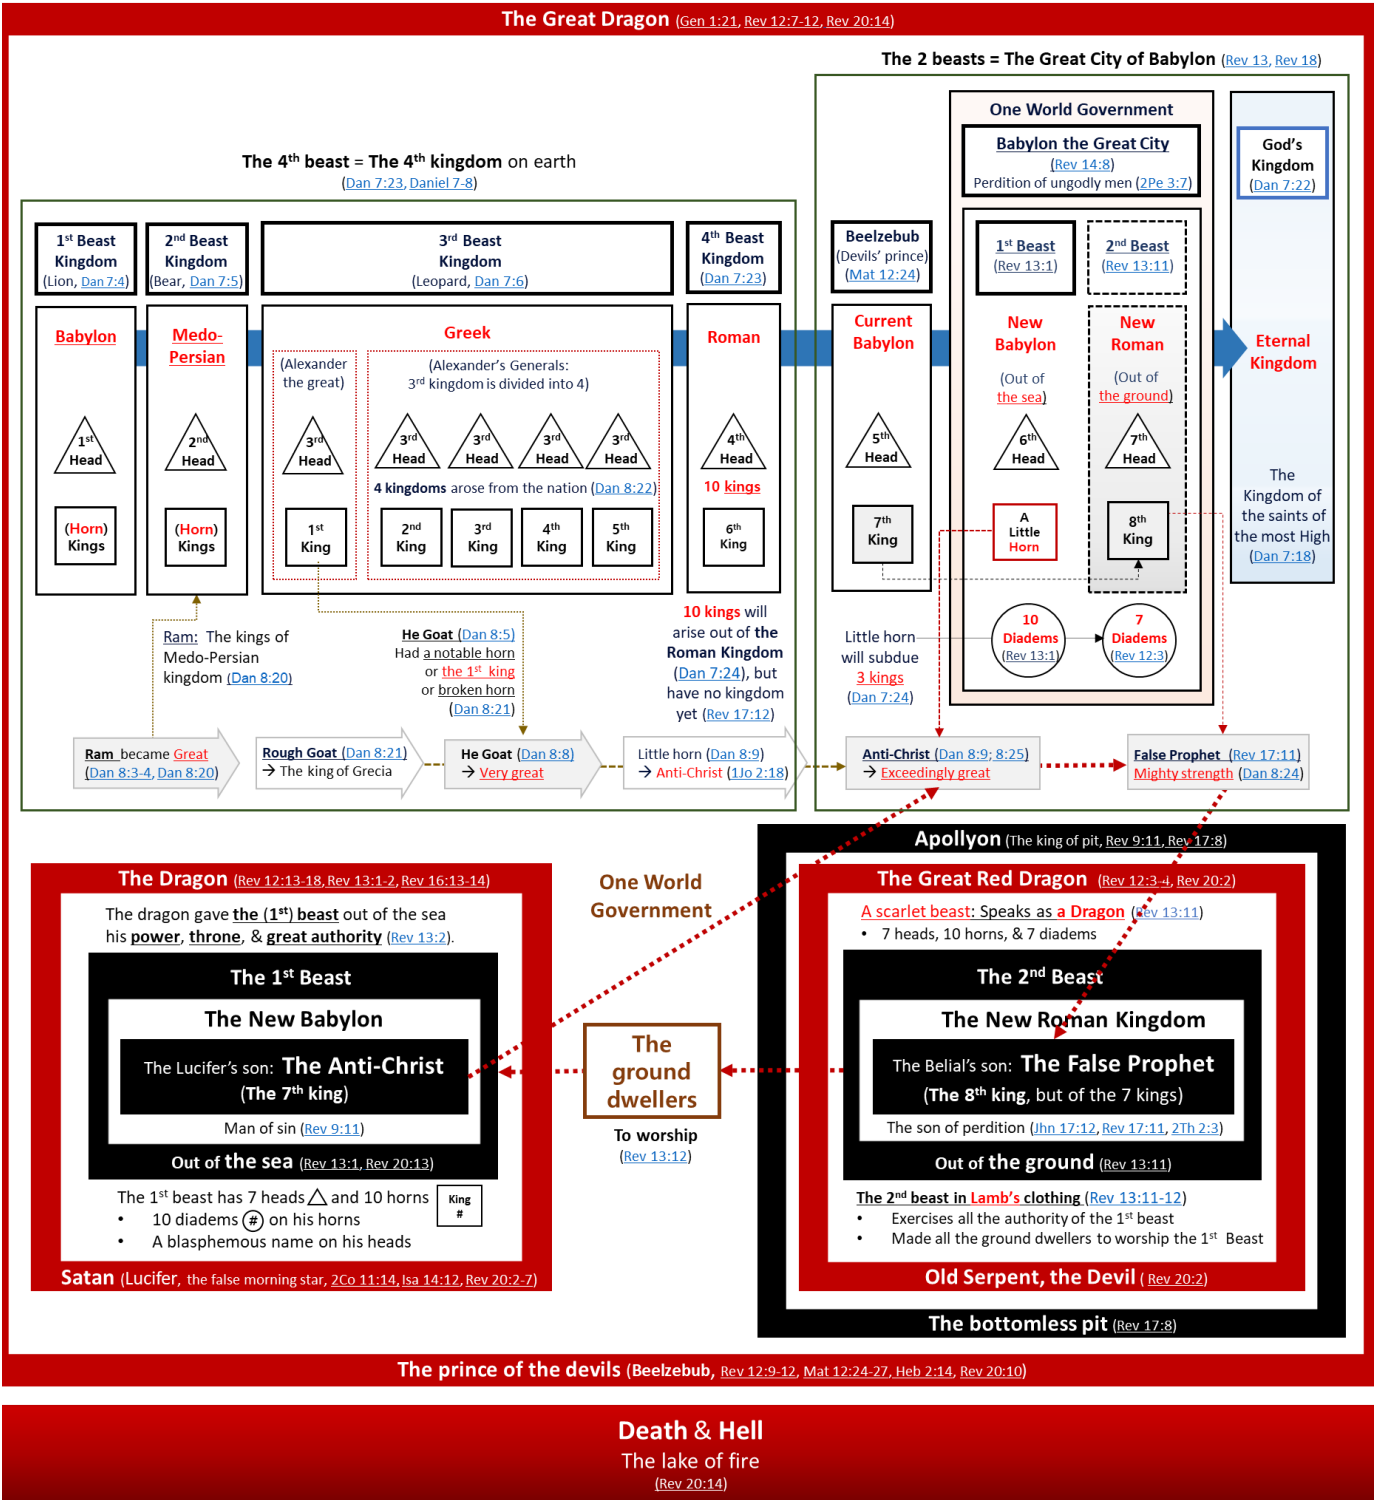 The Great Dragon (Gen 1:21, Rev 12:7-12, Rev 20:14)
The 2 beasts = The Great City of Babylon (Rev 13, Rev 18)
The 4th beast = The 4th kingdom on earth
(Dan 7:23, Daniel 7-8)
One World Government
Babylon the Great City
(Rev 14:8)
Perdition of ungodly men (2Pe 3:7)
God's
Kingdom
(Dan 7:22)
1st Beast
Kingdom
(Lion, Dan 7:4)
2nd Beast
Kingdom
(Bear, Dan 7:5)
3rd Beast
Kingdom
(Leopard, Dan 7:6)
4th Beast
Kingdom
(Dan 7:23)
Beelzebub
(Devils' prince)
(Mat 12:24)
1st Beast
(Rev 13:1)
2nd Beast
(Rev 13:11)
Babylon
Medo-
Persian
Greek
Roman
Current
Babylon
New
Babylon
(Out of
the sea)
New
Roman
(Out of
the ground)
Eternal
Kingdom
(Alexander
the great)
(Alexander's Generals:
3rd kingdom is divided into 4)
1st
Head
2nd
Head
3rd
Head
3rd
Head
3rd
Head
3rd
Head
3rd
Head
4th
Head
5th
Head
6th
Head
7th
Head
4 kingdoms arose from the nation (Dan 8:22)
10 kings
(Horn)
Kings
(Horn)
Kings
1st
King
2nd
King
3rd
King
4th
King
5th
King
6th
King
7th
King
A
Little
Horn
8th
King
The
Kingdom of
the saints of
the most High
(Dan 7:18)
Ram: The kings of
Medo-Persian
kingdom (Dan 8:20)
He Goat (Dan 8:5)
Had a notable horn
or the 1st king
or broken horn
(Dan 8:21)
10 kings will
arise out of the
Roman Kingdom
(Dan 7:24), but
have no kingdom
yet (Rev 17:12)
Little horn
will subdue
3 kings
(Dan 7:24)
10
Diadems
(Rev 13:1)
7
Diadems
(Rev 12:3)
Ram became Great
(Dan 8:3-4, Dan 8:20)
Rough Goat (Dan 8:21)
→ The king of Grecia
He Goat (Dan 8:8)
→ Very great
Little horn (Dan 8:9)
→ Anti-Christ (1Jo 2:18)
Anti-Christ (Dan 8:9; 8:25)
→ Exceedingly great
False Prophet (Rev 17:11)
Mighty strength (Dan 8:24)
Apollyon (The king of pit, Rev 9:11, Rev 17:8)
The Dragon (Rev 12:13-18, Rev 13:1-2, Rev 16:13-14)
The dragon gave the (1st) beast out of the sea
his power, throne, & great authority (Rev 13:2).
The 1st Beast
The New Babylon
The Lucifer's son: The Anti-Christ
(The 7th king)
Man of sin (Rev 9:11)
Out of the sea (Rev 13:1, Rev 20:13)
The 1st beast has 7 heads and 10 horns
King
#
• 10 diadems # on his horns
• A blasphemous name on his heads
Satan (Lucifer, the false morning star, 2Co 11:14, Isa 14:12, Rev 20:2-7)
One World
Government
The
ground
dwellers
To worship
(Rev 13:12)
The Great Red Dragon (Rev 12:3-4, Rev 20:2)
A scarlet beast: Speaks as a Dragon (Rev 13:11)
• 7 heads, 10 horns, & 7 diadems
The 2nd Beast
The New Roman Kingdom
The Belial's son: The False Prophet
(The 8th king, but of the 7 kings)
The son of perdition (Jhn 17:12, Rev 17:11, 2Th 2:3)
Out of the ground (Rev 13:11)
The 2nd beast in Lamb's clothing (Rev 13:11-12)
• Exercises all the authority of the 1st beast
• Made all the ground dwellers to worship the 1st Beast
Old Serpent, the Devil ( Rev 20:2)
The bottomless pit (Rev 17:8)
The prince of the devils (Beelzebub, Rev 12:9-12, Mat 12:24-27, Heb 2:14, Rev 20:10)
Death & Hell
The lake of fire
(Rev 20:14)